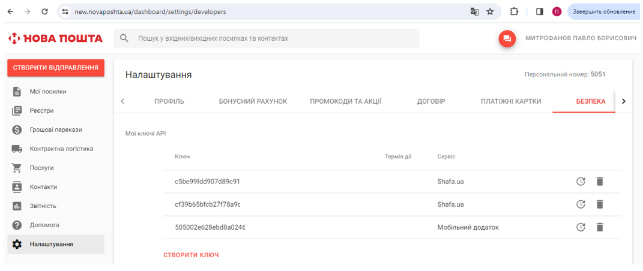 new.novaposhta.ua/dashboard/settings/developers
Завершить обновление
НОВА ПОШТА
Пошук у вхідних/вихідних посилках та контактах
МИТРОФАНОВ ПАВЛО БОРИСОВИЧ
СТВОРИТИ ВІДПРАВЛЕННЯ
Мої посилки
Реєстри
Грошові перекази
Контрактна логістика
Послуги
Контакти
Звітність
Допомога
Налаштування
Налаштування
Персональний номер: 5051
ПРОФІЛЬ
БОНУСНИЙ РАХУНОК
ПРОМОКОДИ ТА АКЦІЇ
ДОГОВІР
ПЛАТІЖНІ КАРТКИ
БЕЗПЕКА
Мої ключі API
Ключ Термін дії Сервіс
c5be99fdd907d89c91 Shafa.ua
cf39b65bfcb27f78a9c Shafa.ua
505002e628ebd8a0246 Мобільний додаток
СТВОРИТИ КЛЮЧ